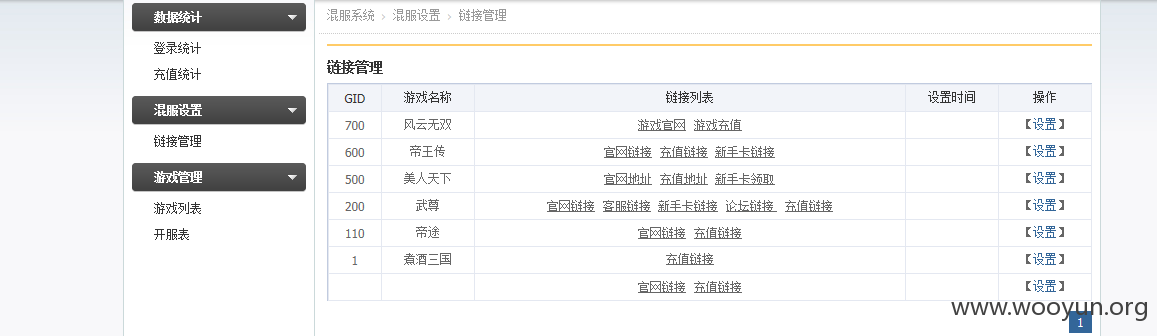 数据统计
登录统计
充值统计
混服设置
链接管理
游戏管理
游戏列表
开服表
混服系统 › 混服设置 › 链接管理
链接管理
GID 游戏名称 链接列表 设置时间 操作
700 风云无双 游戏官网 游戏充值 【设置】
600 帝王传 官网链接 充值链接 新手卡链接 【设置】
500 美人天下 官网地址 充值地址 新手卡领取 【设置】
200 武尊 官网链接 客服链接 新手卡链接 论坛链接 充值链接 【设置】
110 帝途 官网链接 充值链接 【设置】
1 煮酒三国 充值链接 【设置】
官网链接 充值链接 【设置】
www.wooyun.org
1